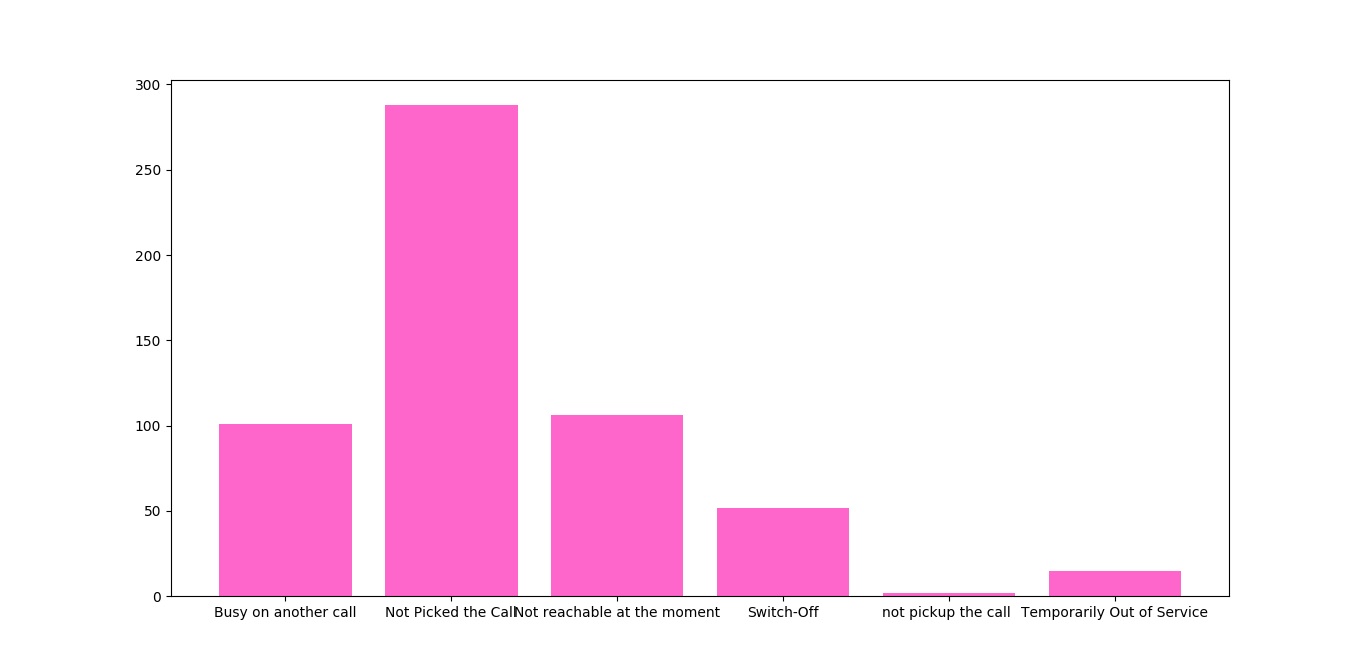 300
250
200
150
100
50
0
Busy on another call
Not Picked the Call
Not reachable at the moment
Switch-Off
not pickup the call
Temporarily Out of Service